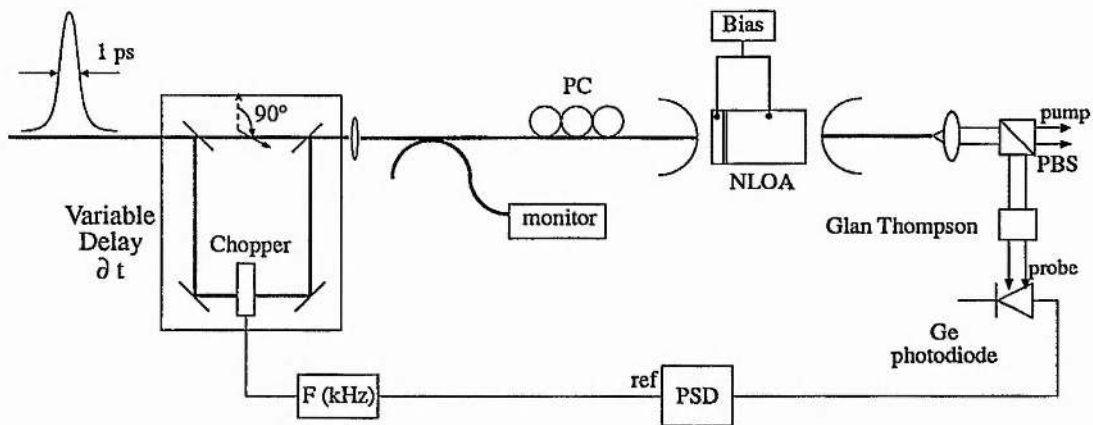 1 ps
90°
Variable
Delay
∂ t
Chopper
F (kHz)
monitor
PC
Bias
NLOA
pump
PBS
Glan Thompson
probe
Ge
photodiode
ref
PSD